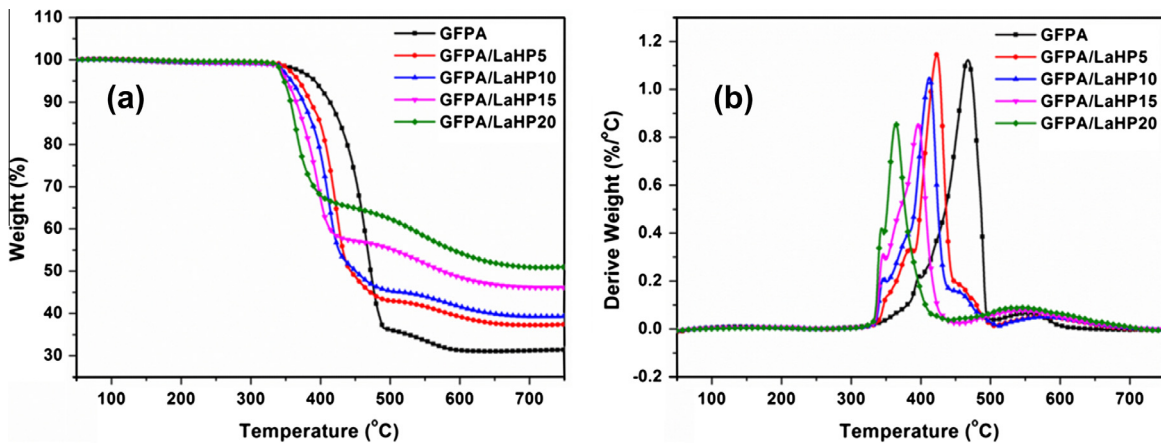 (a)
GFPA
GFPA/LaHP5
GFPA/LaHP10
GFPA/LaHP15
GFPA/LaHP20
Weight (%)
110
100
90
80
70
60
50
40
30
100 200 300 400 500 600 700
Temperature (°C)
(b)
GFPA
GFPA/LaHP5
GFPA/LaHP10
GFPA/LaHP15
GFPA/LaHP20
Derive Weight (%/°C)
1.2
1.0
0.8
0.6
0.4
0.2
0.0
-0.2
100 200 300 400 500 600 700
Temperature (°C)